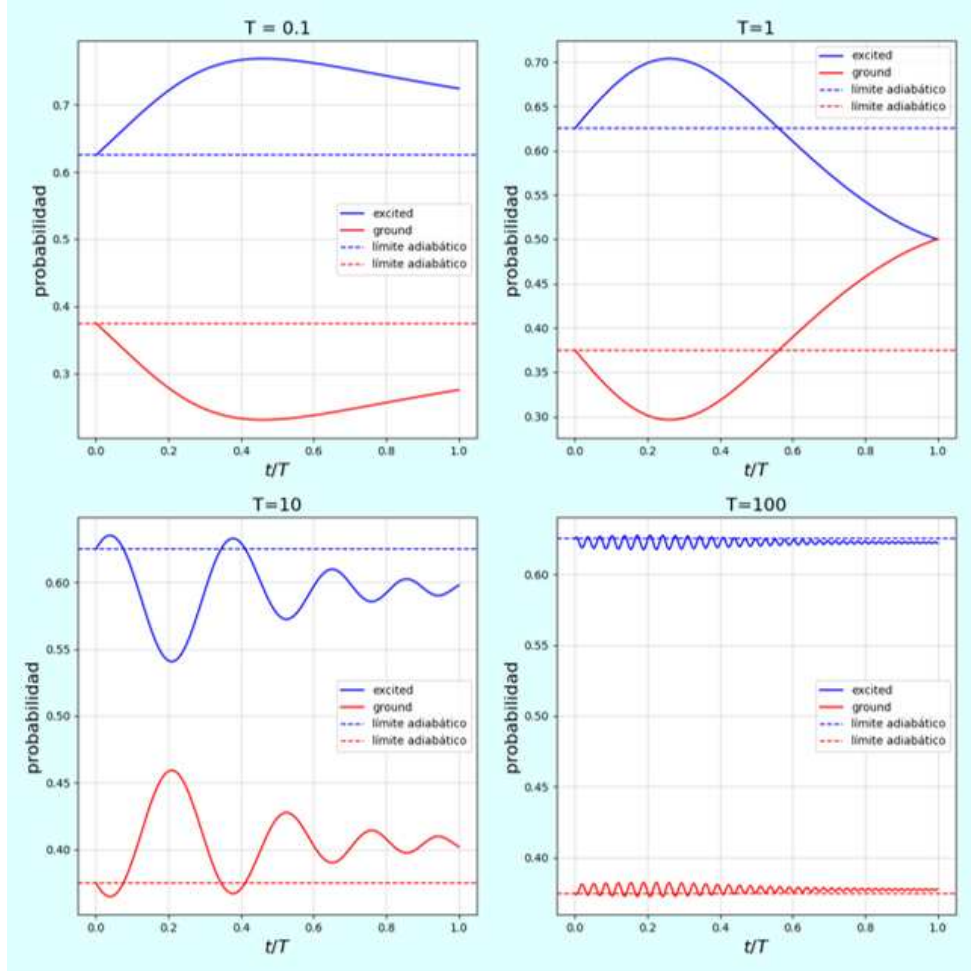 T = 0.1
probabilidad
0.7
0.6
0.5
0.4
0.3
excited
ground
límite adiabático
límite adiabático
0.0 0.2 0.4 0.6 0.8 1.0
t/T
T=1
probabilidad
0.70
0.65
0.60
0.55
0.50
0.45
0.40
0.35
0.30
excited
ground
límite adiabático
límite adiabático
0.0 0.2 0.4 0.6 0.8 1.0
t/T
T=10
probabilidad
0.60
0.55
0.50
0.45
0.40
excited
ground
límite adiabático
límite adiabático
0.0 0.2 0.4 0.6 0.8 1.0
t/T
T=100
probabilidad
0.60
0.55
0.50
0.45
0.40
excited
ground
límite adiabático
límite adiabático
0.0 0.2 0.4 0.6 0.8 1.0
t/T